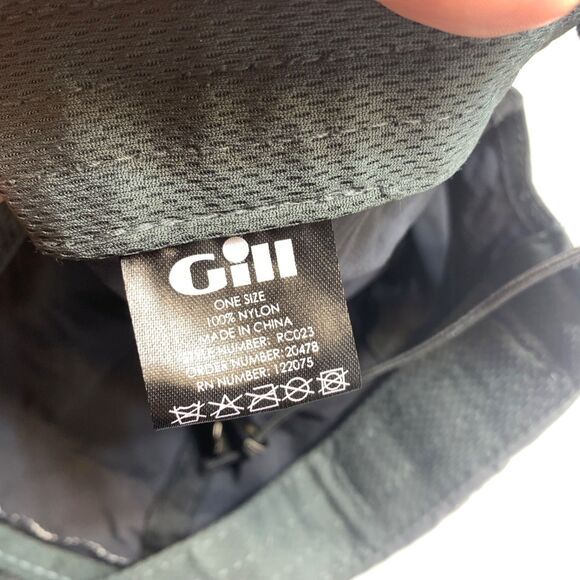 Gill
ONE SIZE
100% NYLON
MADE IN CHINA
STYLE NUMBER: RC023
ORDER NUMBER: 20478
RN NUMBER: 122075